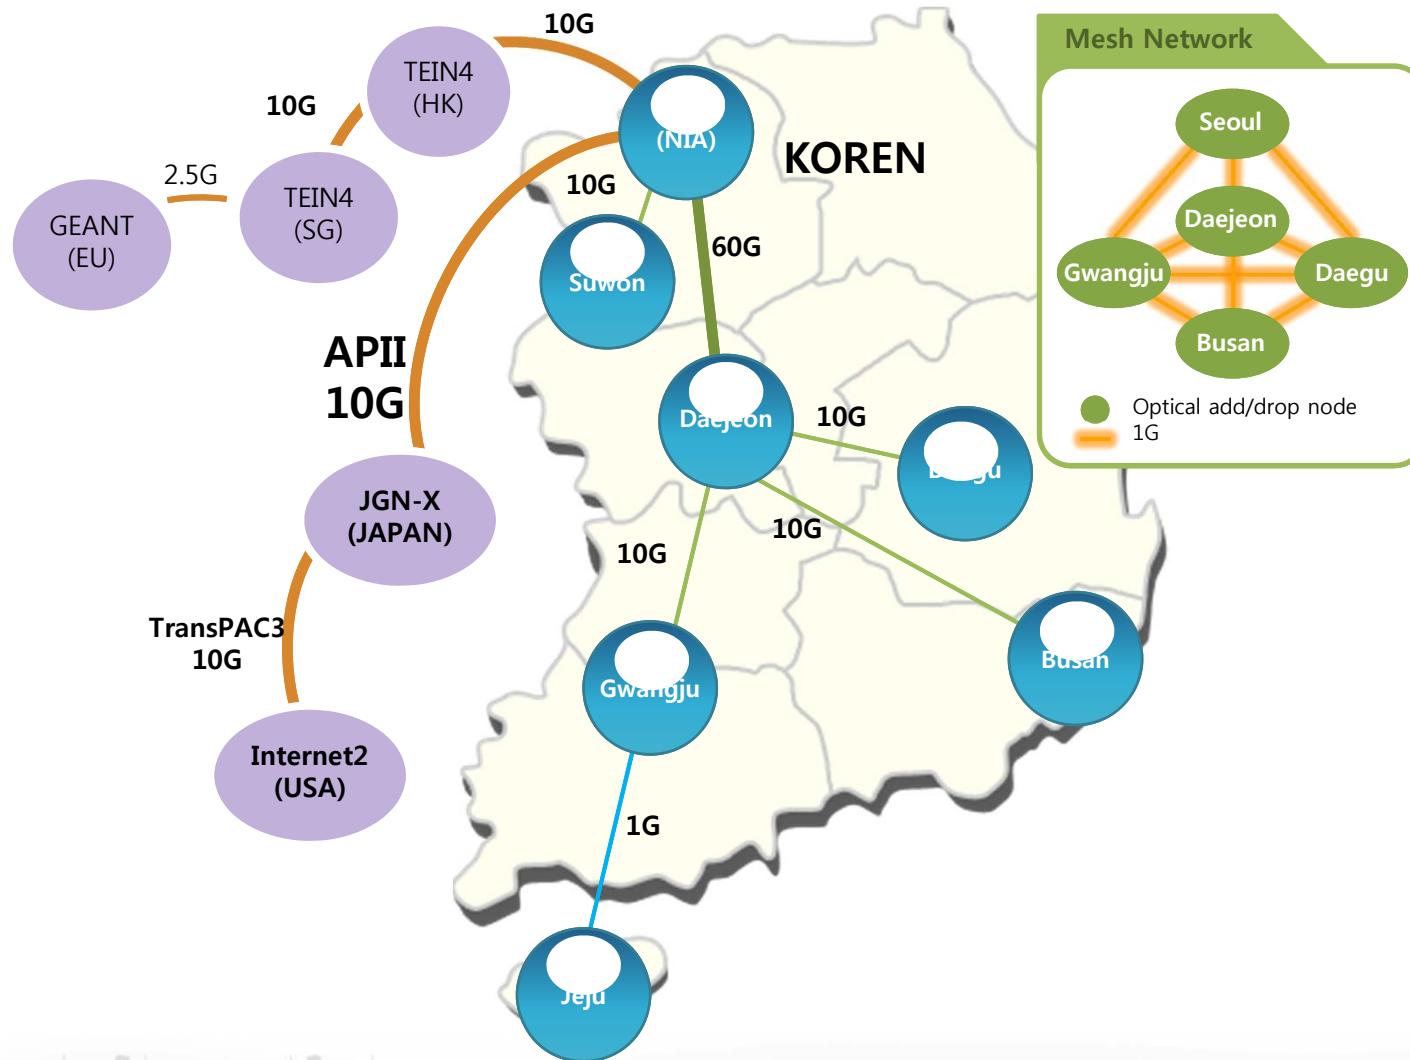 10G
TEIN4
(HK)
10G
2.5G
TEIN4
(SG)
GEANT
(EU)
(NIA)
KOREN
10G
Suwon
60G
APII
10G
Daejeon
10G
10G
10G
JGN-X
(JAPAN)
TransPAC3
10G
Gwangju
Busan
Internet2
(USA)
1G
Jeju
Mesh Network
Seoul
Daejeon
Gwangju
Daegu
Busan
Optical add/drop node
1G